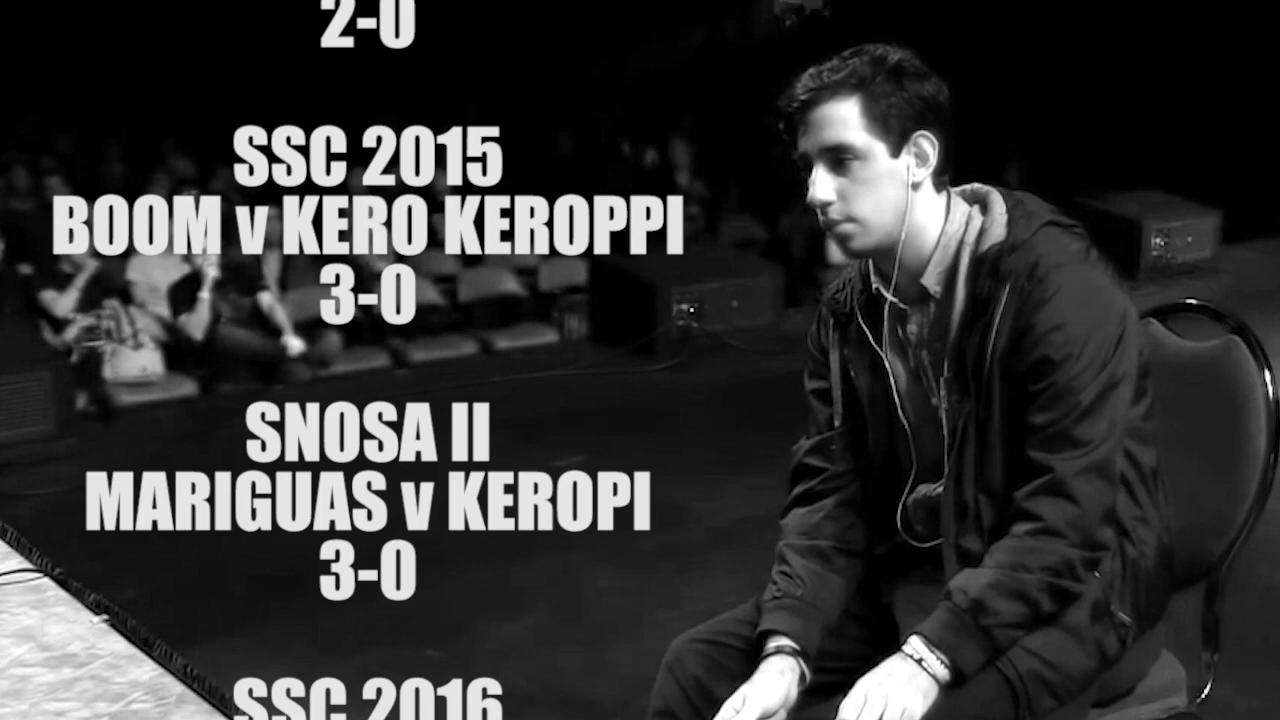 2-0
SSC 2015
BOOM v KERO KEROPPI
3-0
SNOSA II
MARIGUAS v KEROPI
3-0
SSC 2016